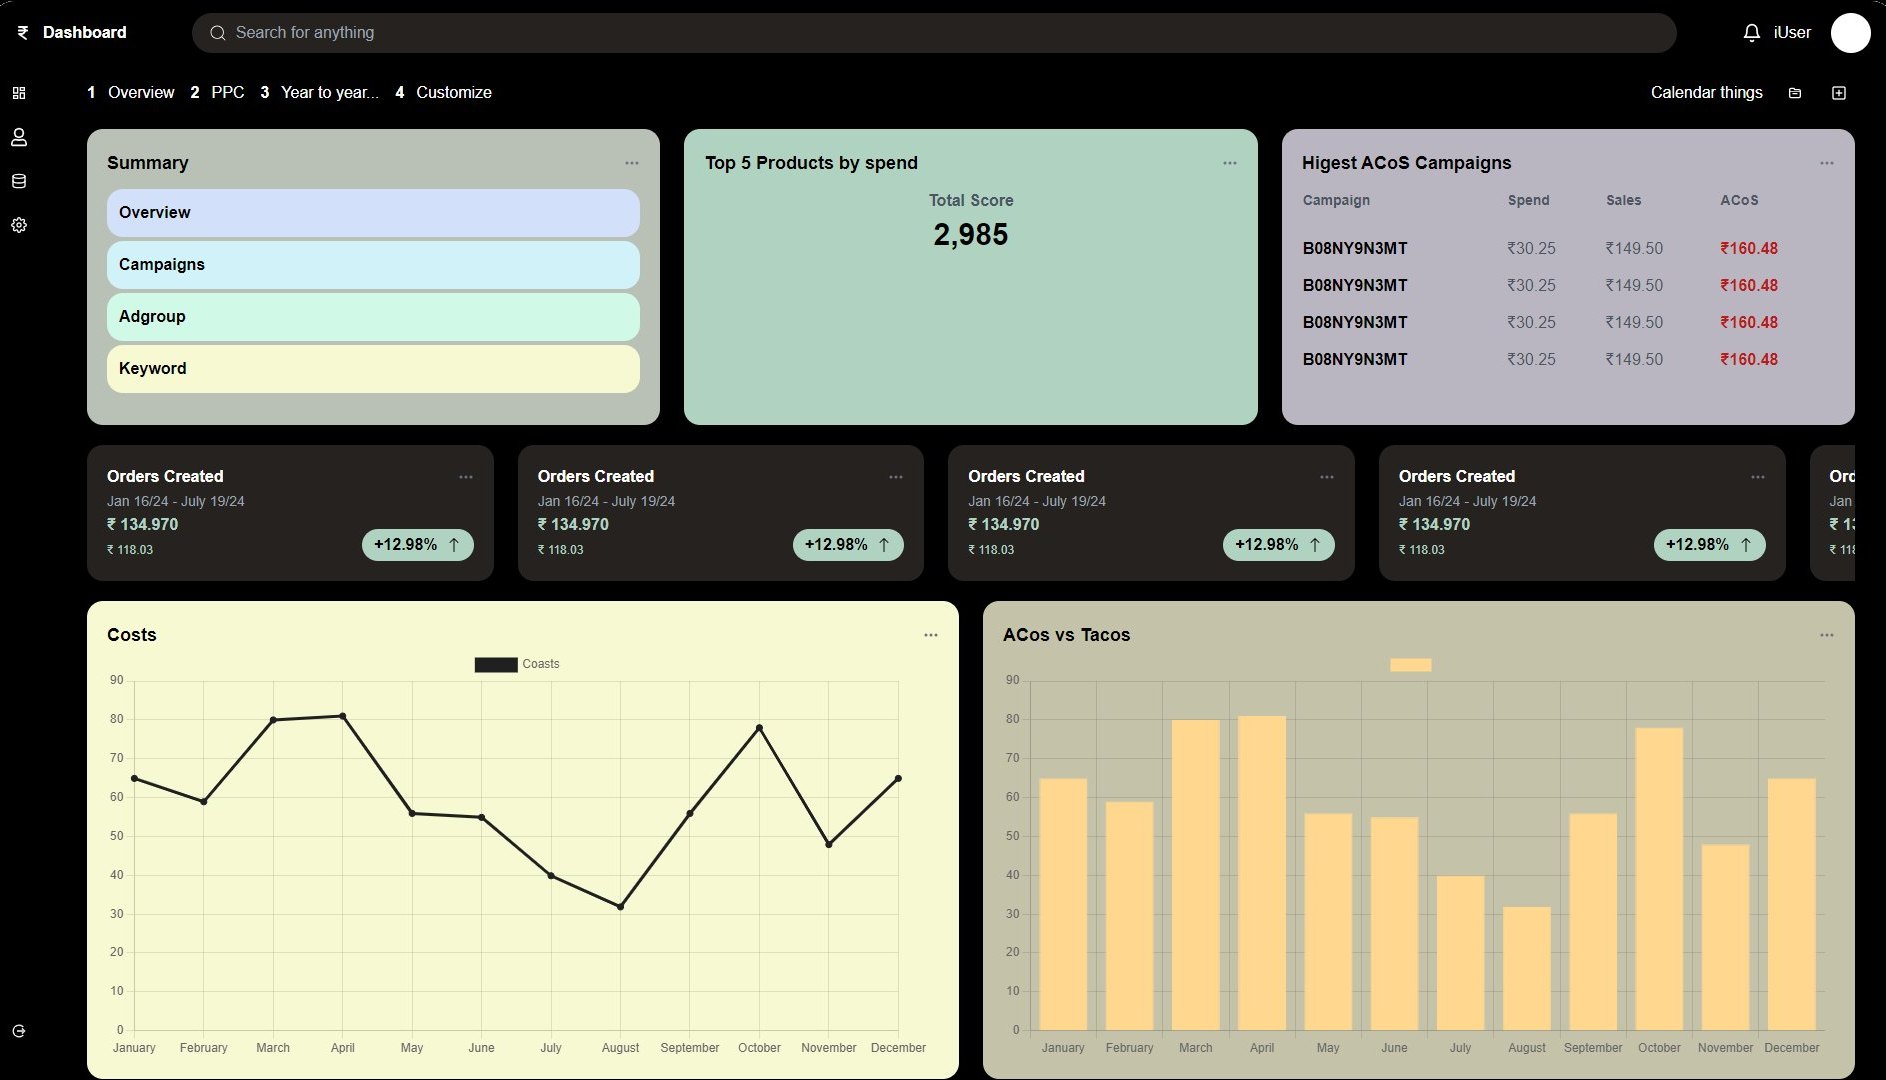 ₹ Dashboard
Search for anything
iUser
1 Overview 2 PPC 3 Year to year... 4 Customize
Calendar things
Summary
Overview
Campaigns
Adgroup
Keyword
Top 5 Products by spend
Total Score
2,985
Higest ACoS Campaigns
Campaign Spend Sales ACoS
B08NY9N3MT ₹30.25 ₹149.50 ₹160.48
B08NY9N3MT ₹30.25 ₹149.50 ₹160.48
B08NY9N3MT ₹30.25 ₹149.50 ₹160.48
B08NY9N3MT ₹30.25 ₹149.50 ₹160.48
Orders Created
Jan 16/24 - July 19/24
₹ 134.970
₹ 118.03
+12.98% ↑
Orders Created
Jan 16/24 - July 19/24
₹ 134.970
₹ 118.03
+12.98% ↑
Orders Created
Jan 16/24 - July 19/24
₹ 134.970
₹ 118.03
+12.98% ↑
Orders Created
Jan 16/24 - July 19/24
₹ 134.970
₹ 118.03
+12.98% ↑
Jan
Costs
Coasts
90
80
70
60
50
40
30
20
10
0
January February March April May June July August September October November December
ACos vs Tacos
90
80
70
60
50
40
30
20
10
0
January February March April May June July August September October November December